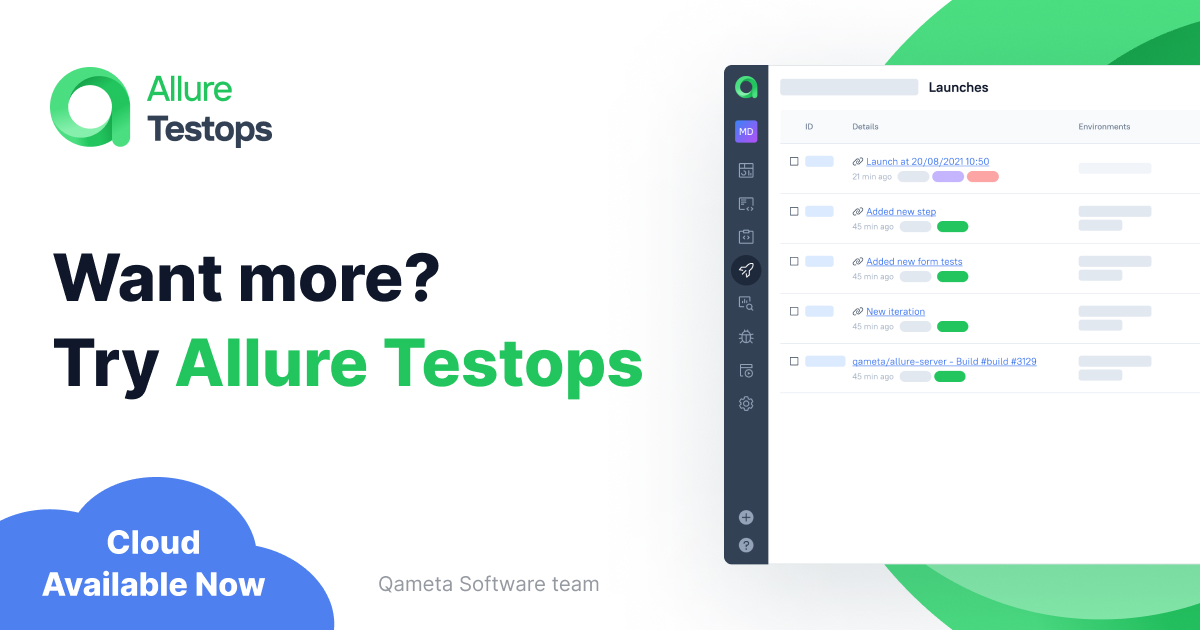 Allure
Testops
Want more?
Try Allure Testops
Cloud
Available Now
Qameta Software team
MD
Launches
ID Details Environments
Launch at 20/08/2021 10:50
21 min ago
Added new step
45 min ago
Added new form tests
45 min ago
New iteration
45 min ago
qameta/allure-server - Build #build #3129
45 min ago
?